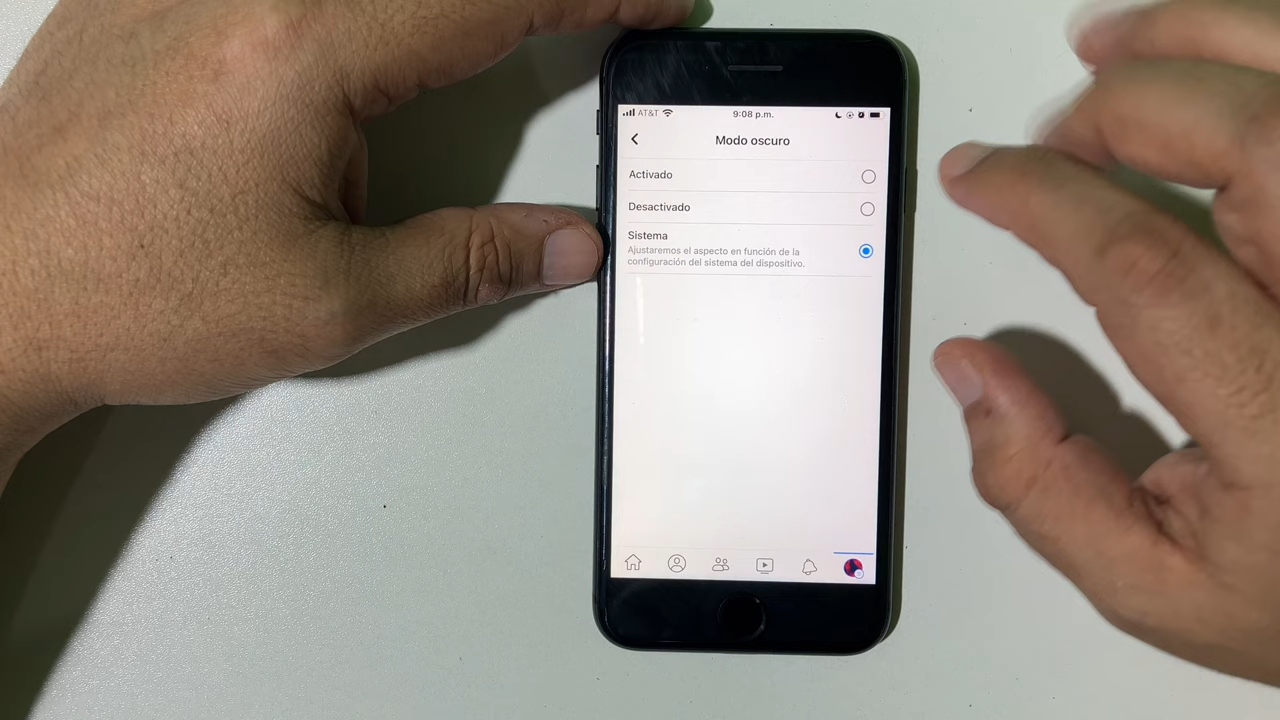 AT&T 9:08 p.m.
Modo oscuro
Activado
Desactivado
Sistema
Ajustaremos el aspecto en función de la
configuración del sistema del dispositivo.